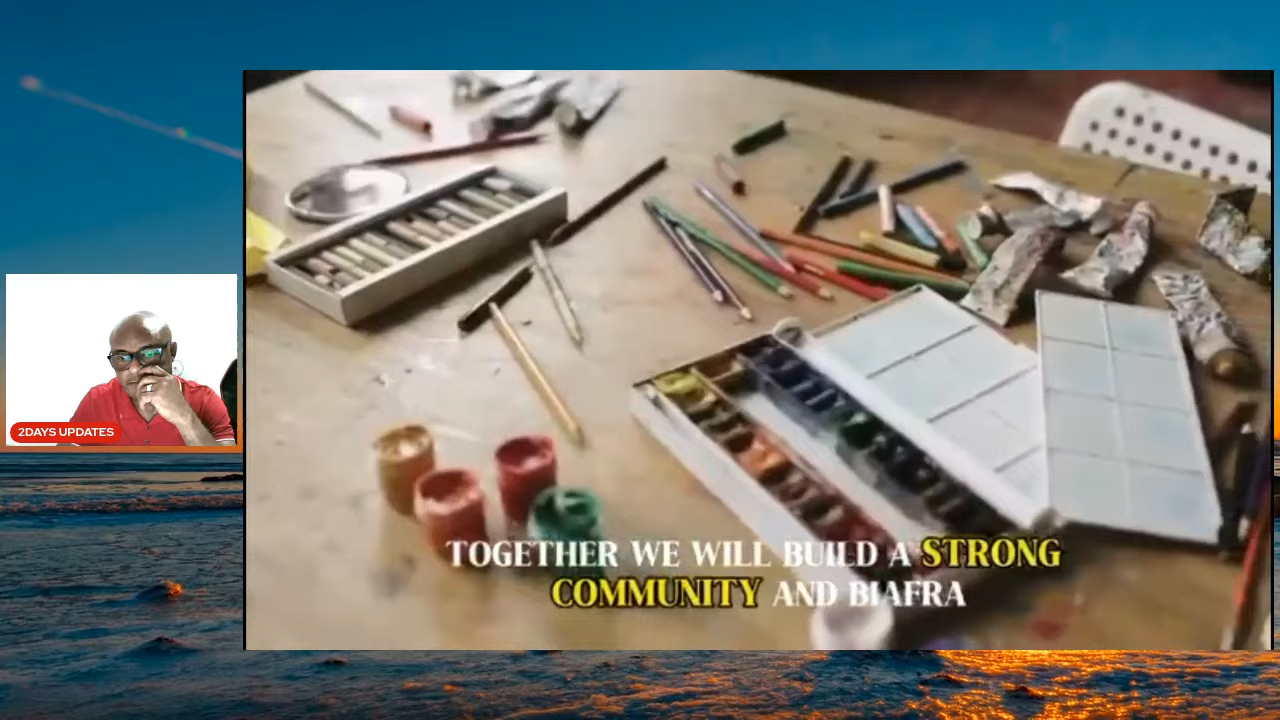 2DAYS UPDATES
TOGETHER WE WILL BUILD A STRONG
COMMUNITY AND BIAFRA